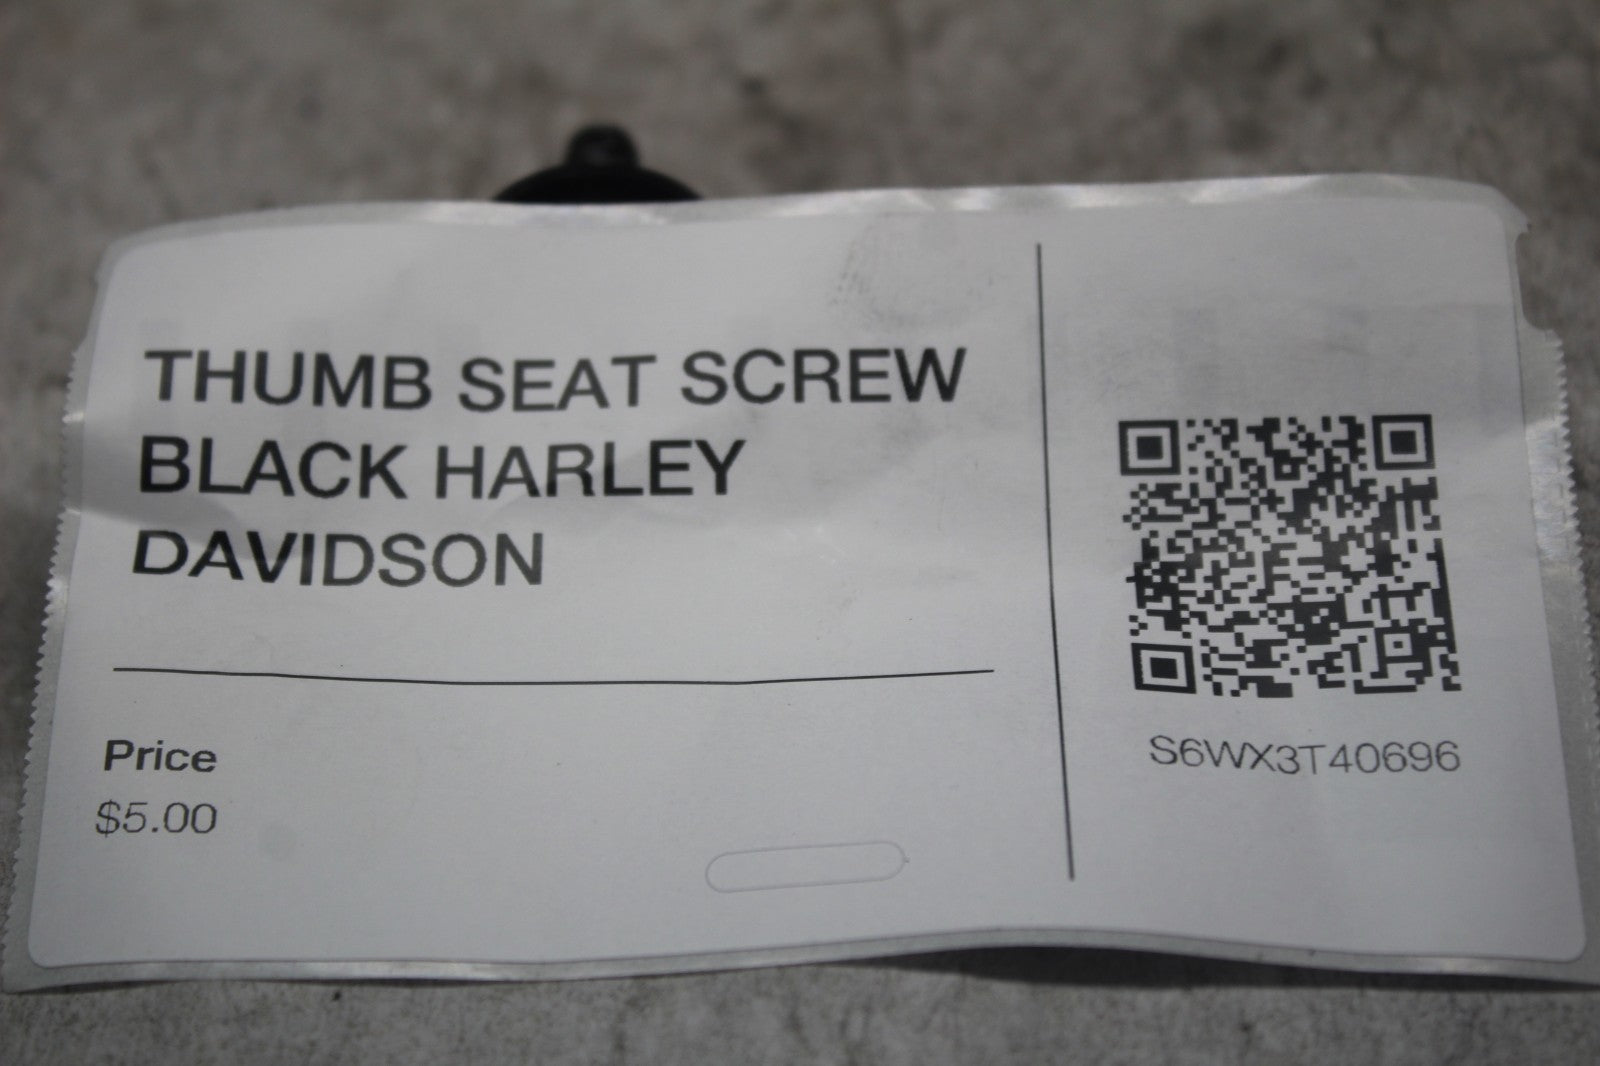 THUMB SEAT SCREW
BLACK HARLEY
DAVIDSON
Price
$5.00
S6WX3T40696